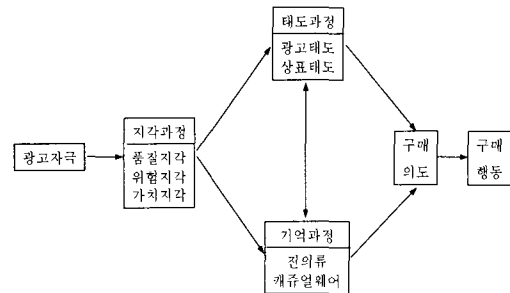 태도과정
광고태도
상표태도
지각과정
광고자극
품질지각
위험지각
가치지각
구매
의도
구매
행동
기억과정
진의류
캐쥬얼웨어